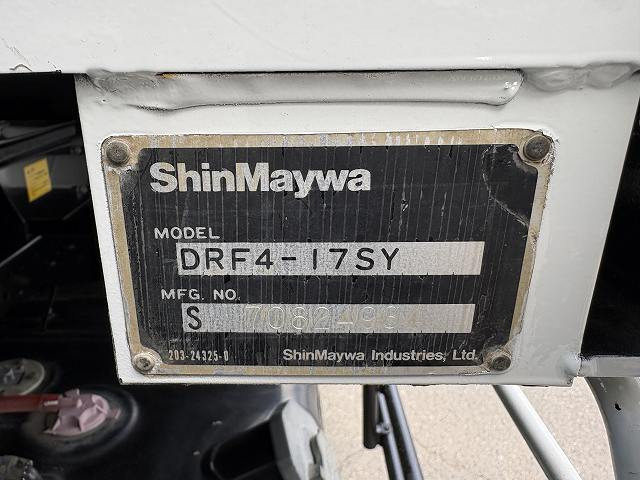 ShinMaywa
MODEL
DRF4-17SY
MFG. NO.
S
203-24325-0
ShinMaywa Industries, Ltd.